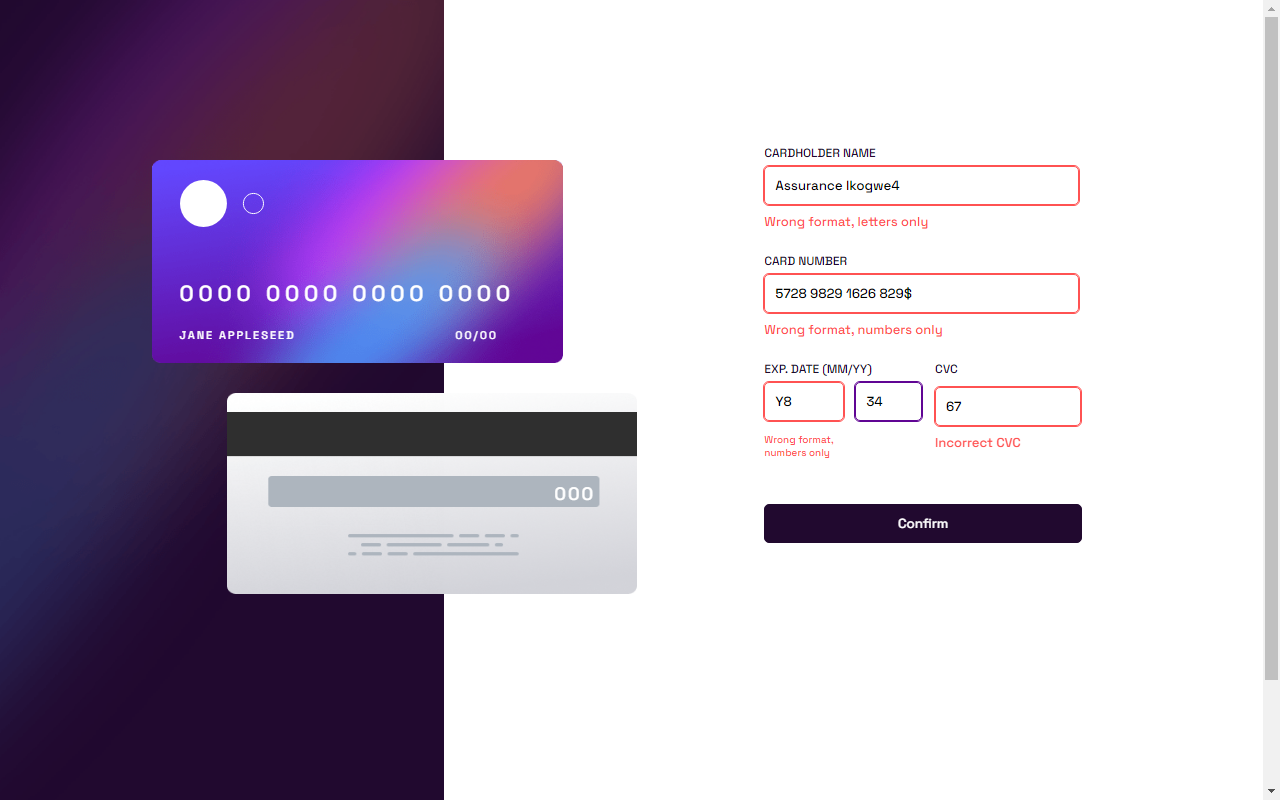 0000 0000 0000 0000
JANE APPLESEED 00/00
000
CARDHOLDER NAME
Assurance Ikogwe4
Wrong format, letters only
CARD NUMBER
5728 9829 1626 829$
Wrong format, numbers only
EXP. DATE (MM/YY) CVC
Y8 34 67
Wrong format,
numbers only
Incorrect CVC
Confirm